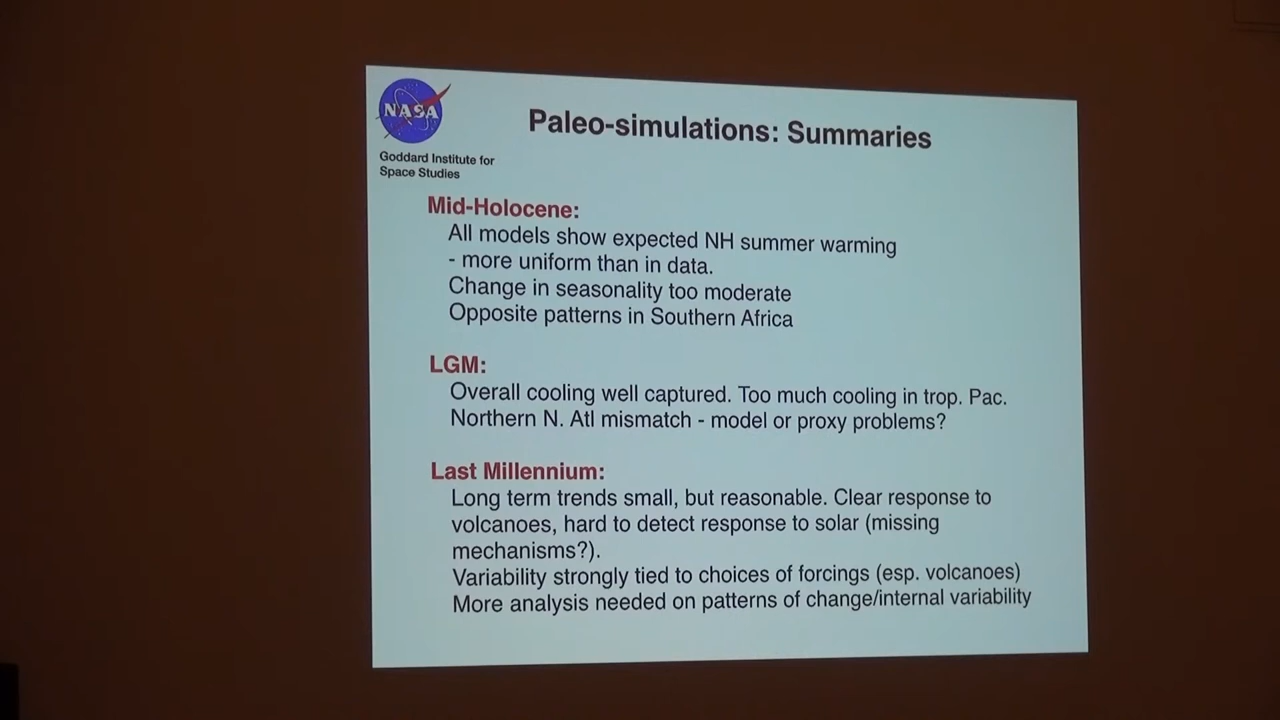 NASA
Goddard Institute for
Space Studies
Paleo-simulations: Summaries
Mid-Holocene:
All models show expected NH summer warming
- more uniform than in data.
Change in seasonality too moderate
Opposite patterns in Southern Africa
LGM:
Overall cooling well captured. Too much cooling in trop. Pac.
Northern N. Atl mismatch - model or proxy problems?
Last Millennium:
Long term trends small, but reasonable. Clear response to
volcanoes, hard to detect response to solar (missing
mechanisms?).
Variability strongly tied to choices of forcings (esp. volcanoes)
More analysis needed on patterns of change/internal variability